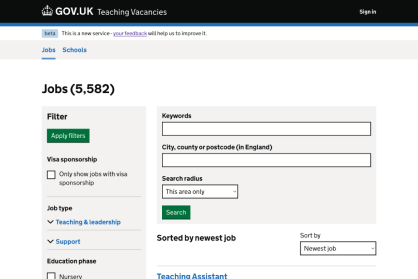 GOV.UK Teaching Vacancies
Sign in
beta This is a new service - your feedback will help us to improve it.
Jobs Schools
Jobs (5,582)
Filter
Apply filters
Visa sponsorship
Only show jobs with visa
sponsorship
Job type
Teaching & leadership
Support
Education phase
Nursery
Keywords
City, county or postcode (in England)
Search radius
This area only
Search
Sorted by newest job
Sort by
Newest job
Teaching Assistant